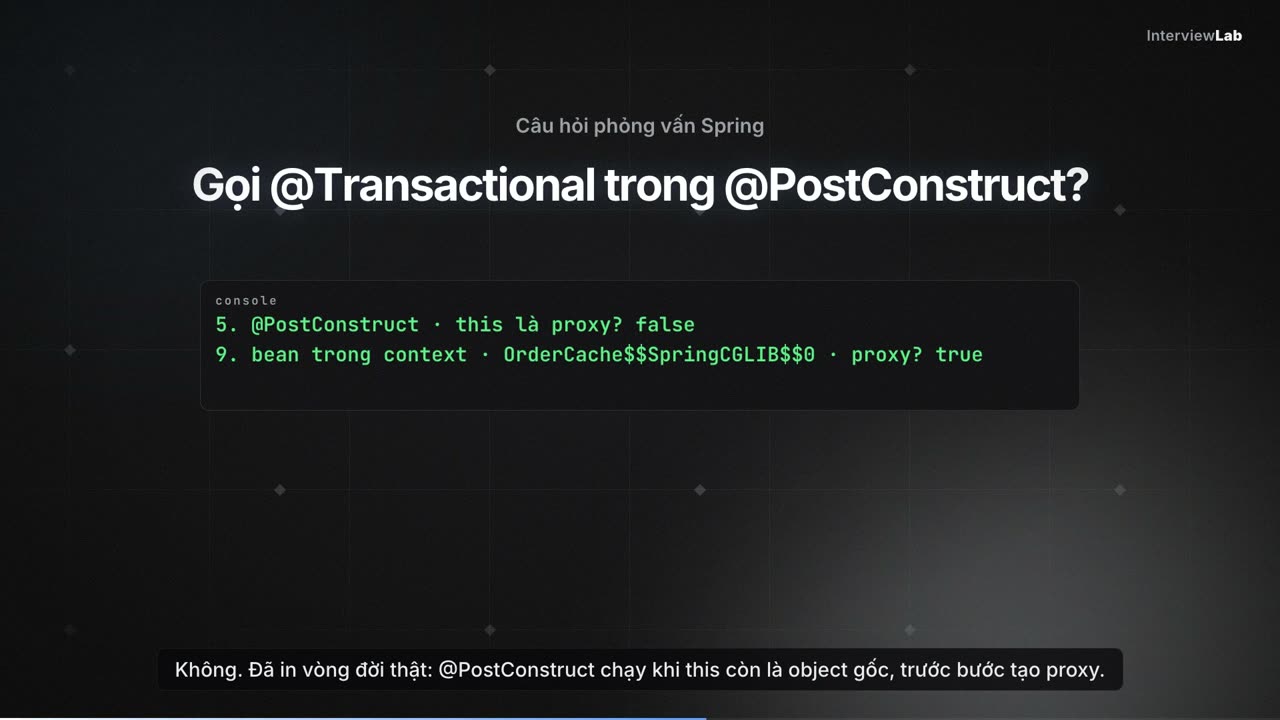 InterviewLab
Câu hỏi phỏng vấn Spring
Gọi @Transactional trong @PostConstruct?
console
5. @PostConstruct · this là proxy? false
9. bean trong context · OrderCache$$SpringCGLIB$$0 · proxy? true
Không. Đã in vòng đời thật: @PostConstruct chạy khi this còn là object gốc, trước bước tạo proxy.